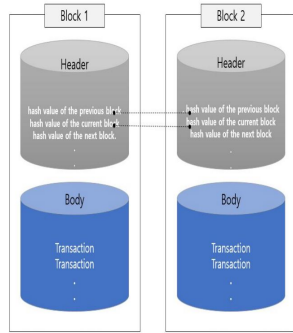 Block 1
Header
hash value of the previous block
hash value of the current block
hash value of the next block.
.
.
Body
Transaction
Transaction
.
.
Block 2
Header
. hash value of the previous block
hash value of the current block
hash value of the next block
.
.
Body
Transaction
Transaction
.
.